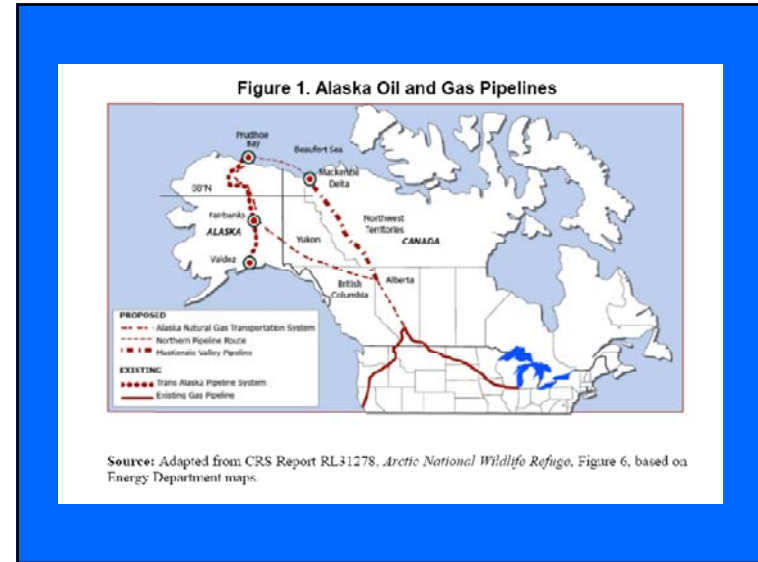 Figure 1. Alaska Oil and Gas Pipelines
Prudhoe
Bay
Beaufort Sea
Mackenzie
Delta
68°N
Fairbanks
Northwest
Territories
ALASKA
Yukon
CANADA
Valdez
British
Columbia
Alberta
PROPOSED
Alaska Natural Gas Transportation System
Northern Pipeline Route
Mackenzie Valley Pipeline
EXISTING
Trans Alaska Pipeline System
Existing Gas Pipeline
Source: Adapted from CRS Report RL31278, Arctic National Wildlife Refuge, Figure 6, based on
Energy Department maps.